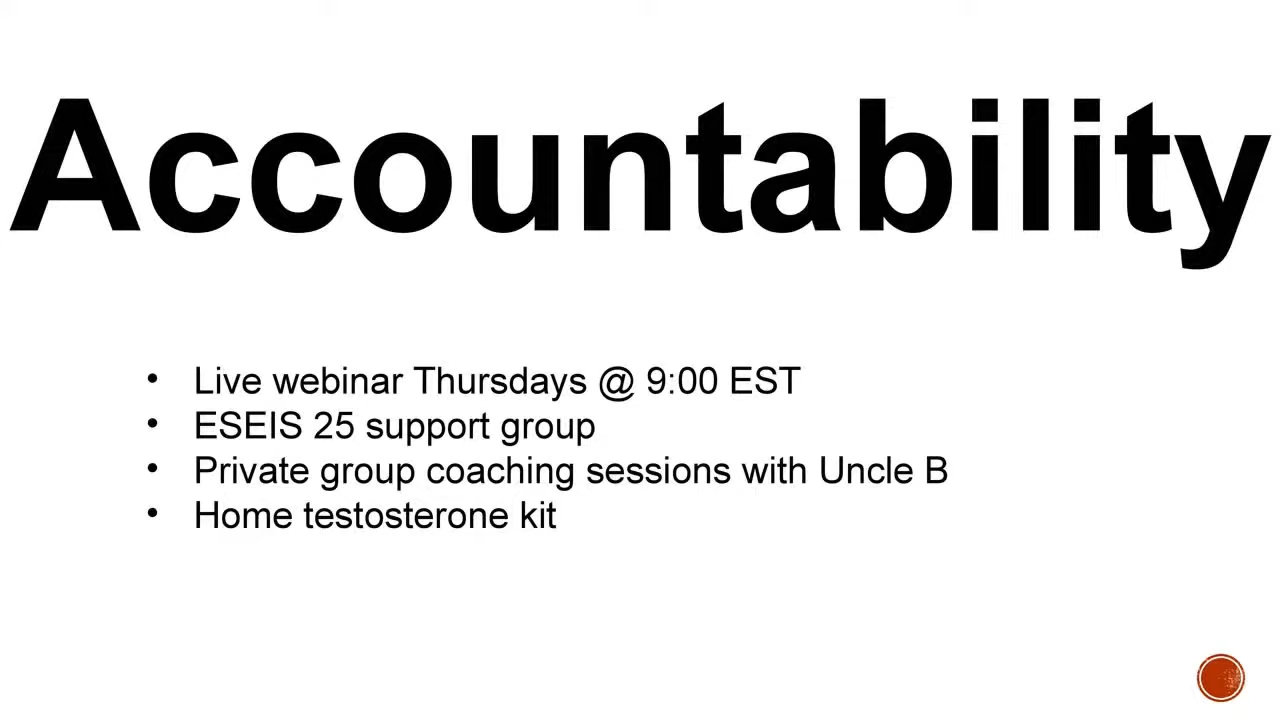 Accountability
• Live webinar Thursdays @ 9:00 EST
• ESEIS 25 support group
• Private group coaching sessions with Uncle B
• Home testosterone kit